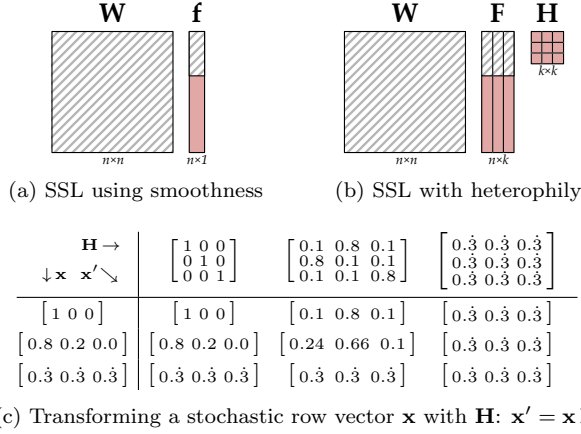 W f W F H
n×n n×1 n×n n×k k×k
(a) SSL using smoothness (b) SSL with heterophily
H → [1 0 0 0 1 0 0 0 1] [0.1 0.8 0.1 0.8 0.1 0.1 0.1 0.1 0.8] [0.3̇ 0.3̇ 0.3̇ 0.3̇ 0.3̇ 0.3̇ 0.3̇ 0.3̇ 0.3̇]
↓x x′↘
[1 0 0] [1 0 0] [0.1 0.8 0.1] [0.3̇ 0.3̇ 0.3̇]
[0.8 0.2 0.0] [0.8 0.2 0.0] [0.24 0.66 0.1] [0.3̇ 0.3̇ 0.3̇]
[0.3̇ 0.3̇ 0.3̇] [0.3̇ 0.3̇ 0.3̇] [0.3̇ 0.3̇ 0.3̇] [0.3̇ 0.3̇ 0.3̇]
c) Transforming a stochastic row vector x with H: x′ = x